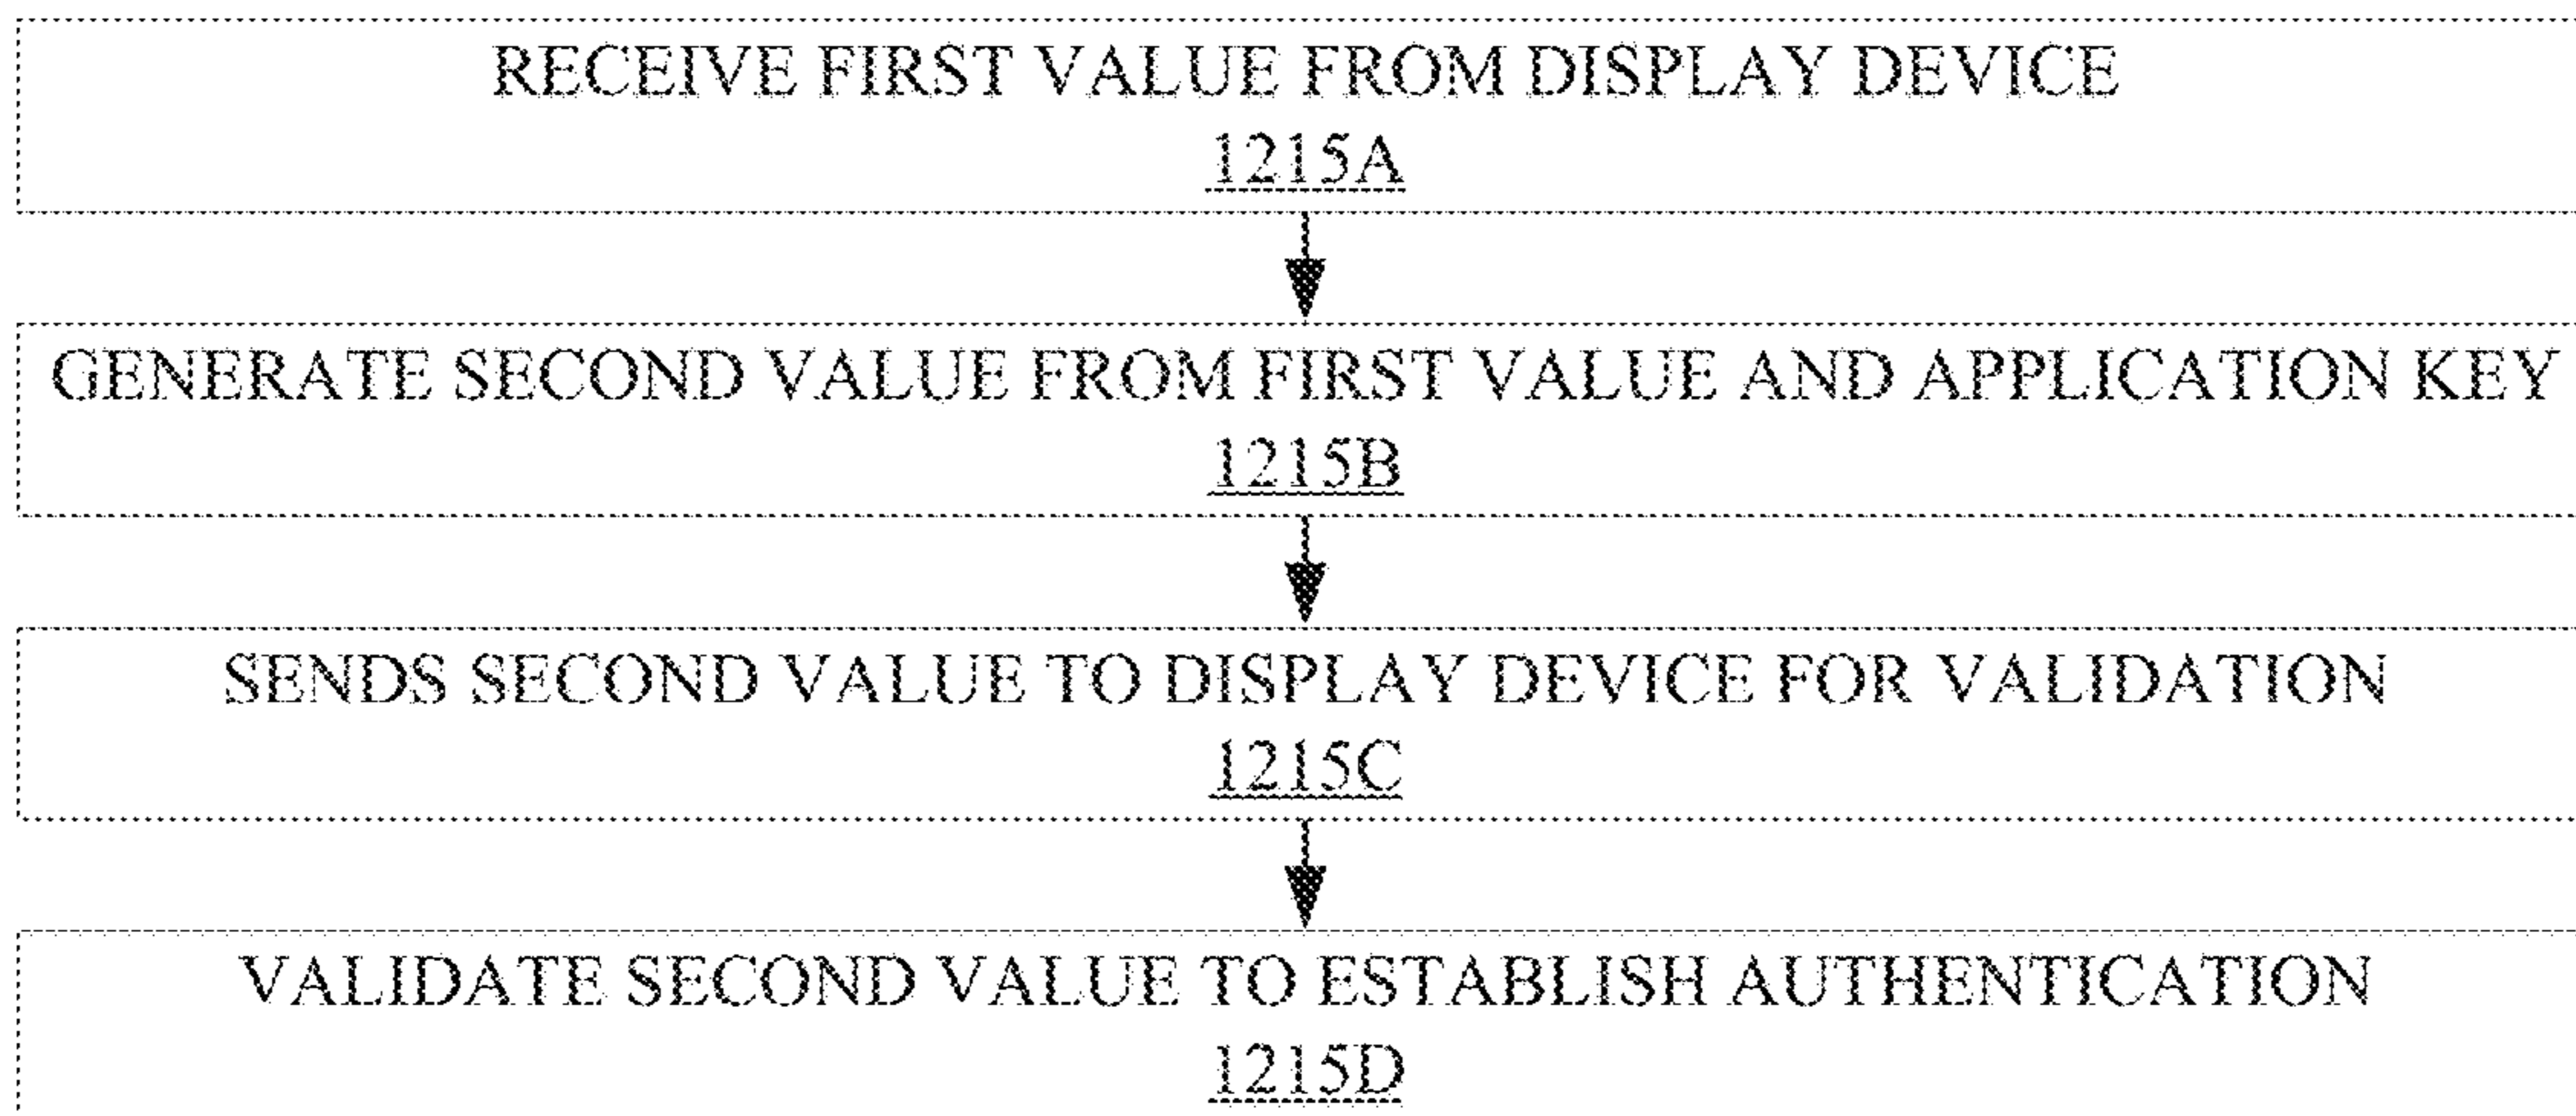 RECEIVE FIRST VALUE FROM DISPLAY DEVICE
1215A
GENERATE SECOND VALUE FROM FIRST VALUE AND APPLICATION KEY
1215B
SENDS SECOND VALUE TO DISPLAY DEVICE FOR VALIDATION
1215C
VALIDATE SECOND VALUE TO ESTABLISH AUTHENTICATION
1215D